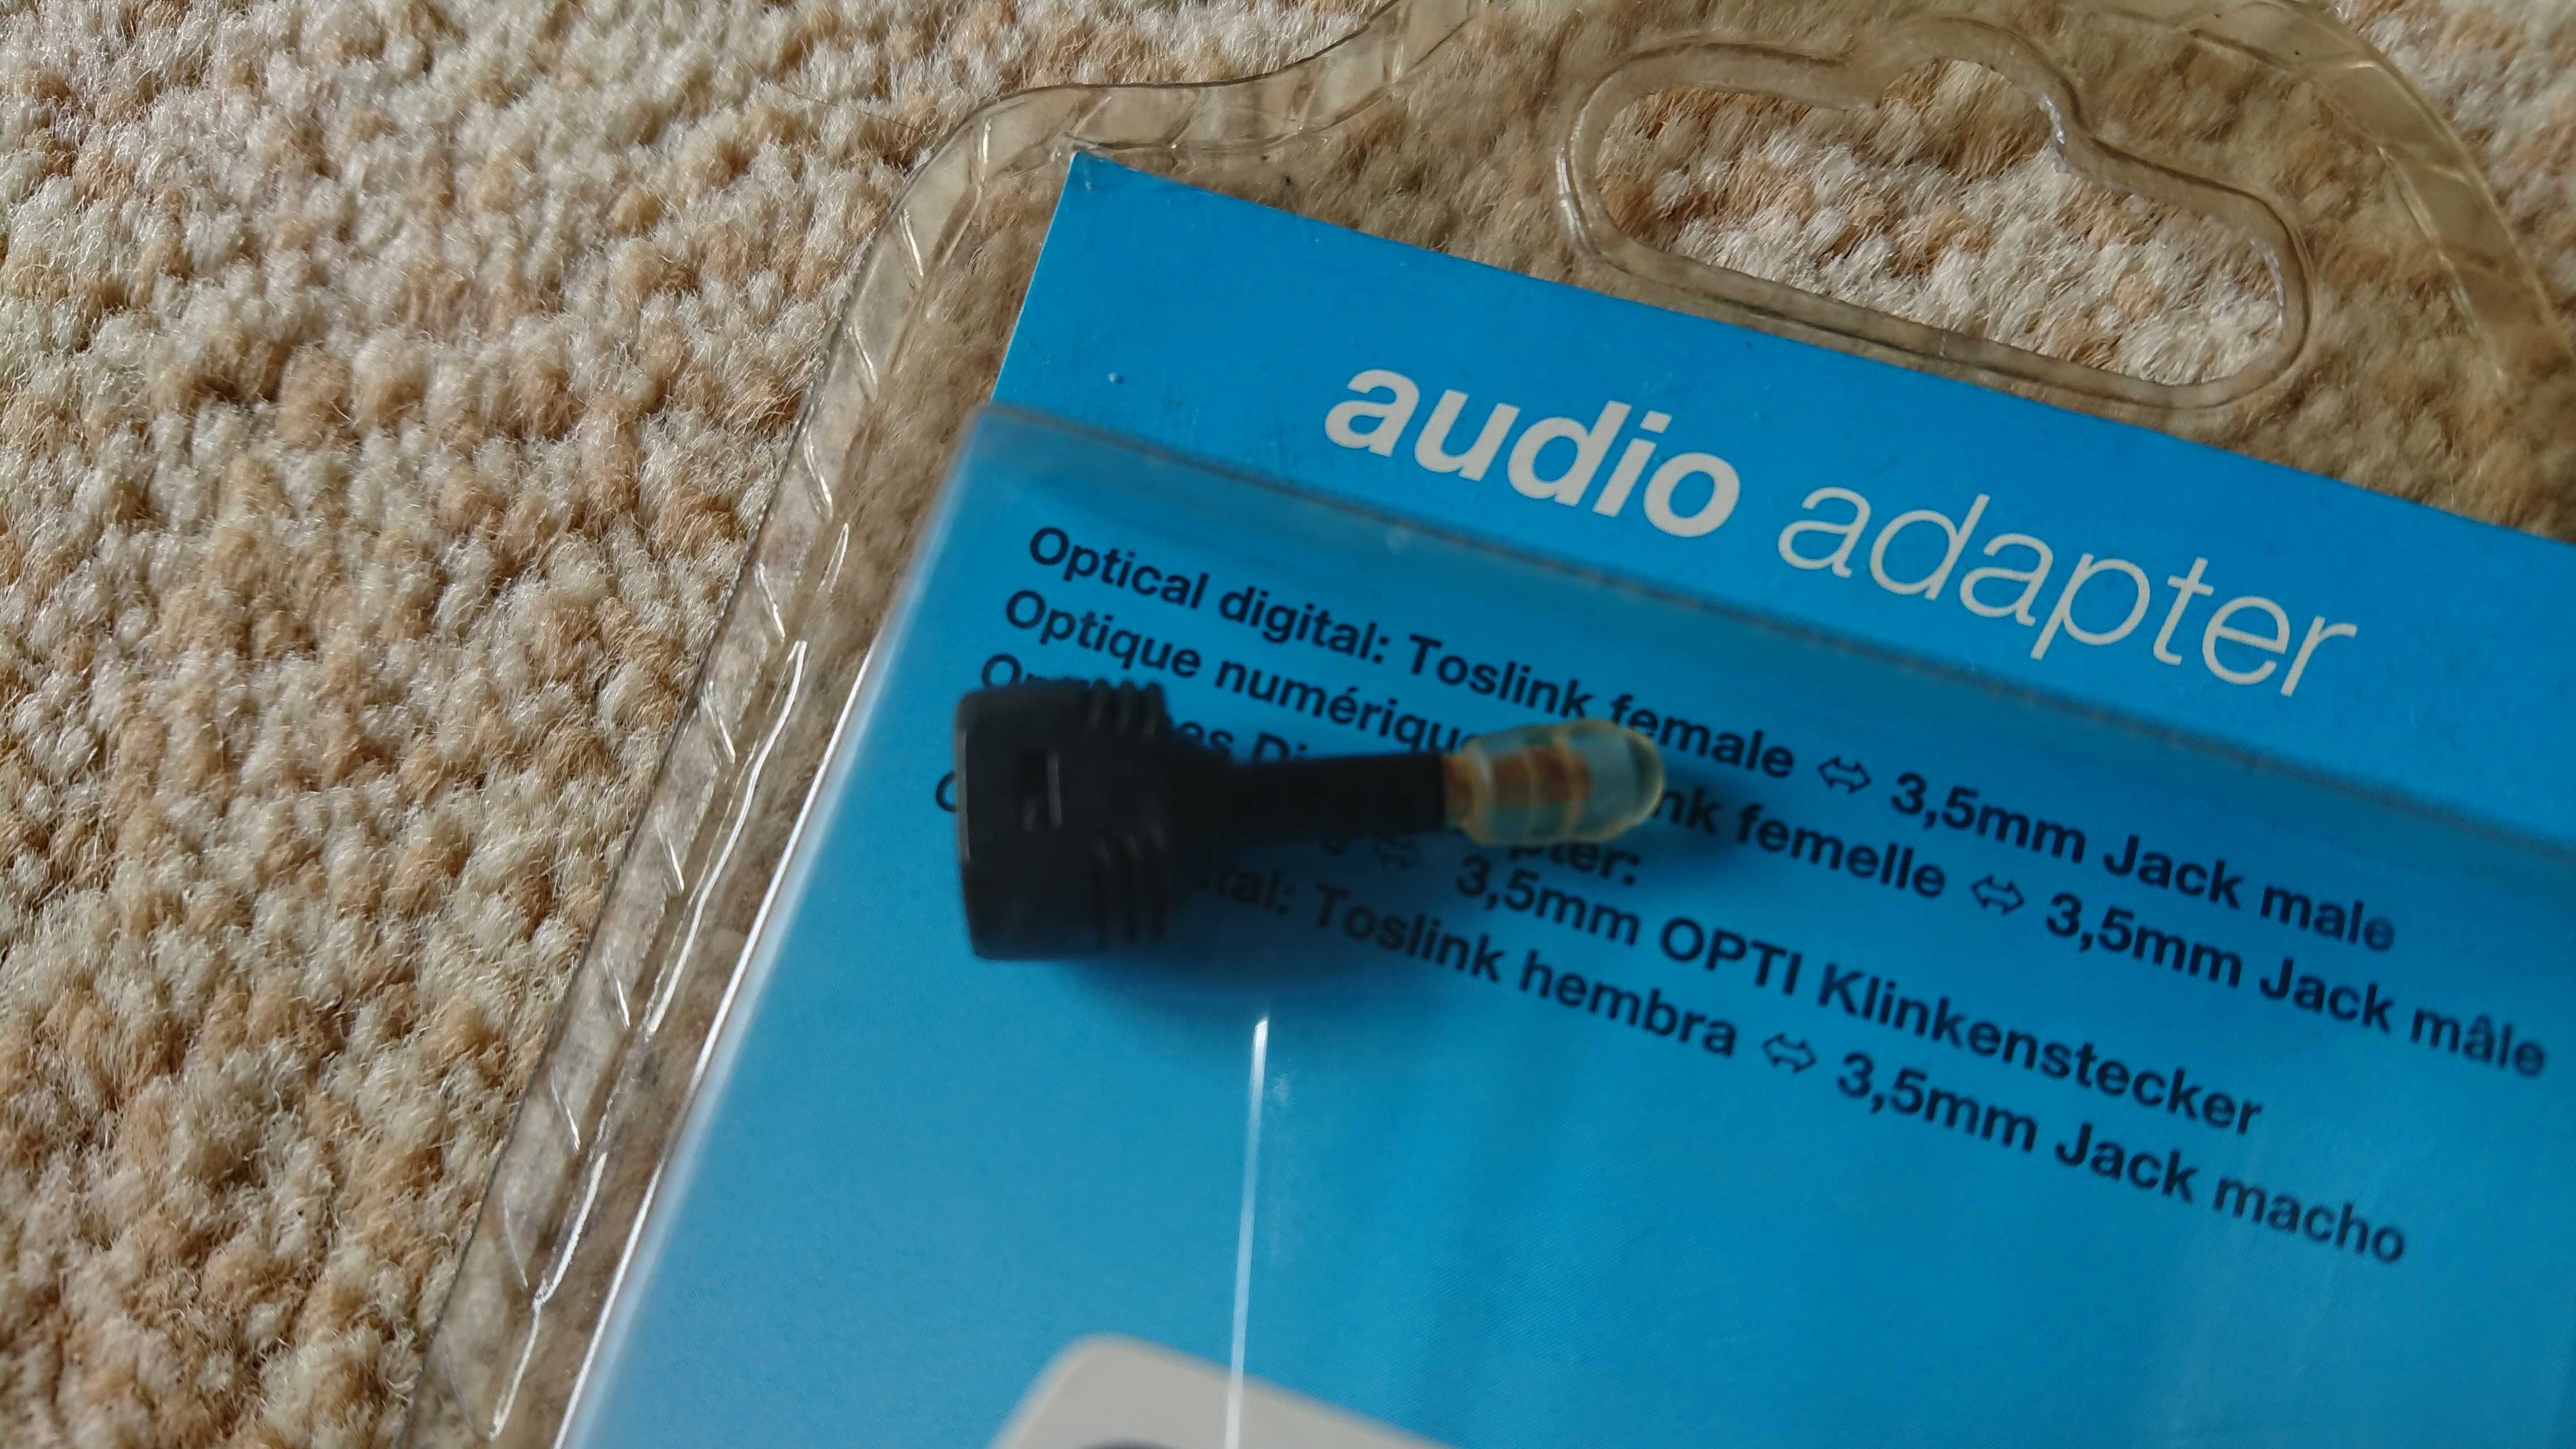 audio adapter
Optical digital: Toslink female ⇔ 3,5mm Jack male
Optique numérique nk femelle ⇔ 3,5mm Jack mâle
pter:
⇔ 3,5mm OPTI Klinkenstecker
Toslink hembra ⇔ 3,5mm Jack macho